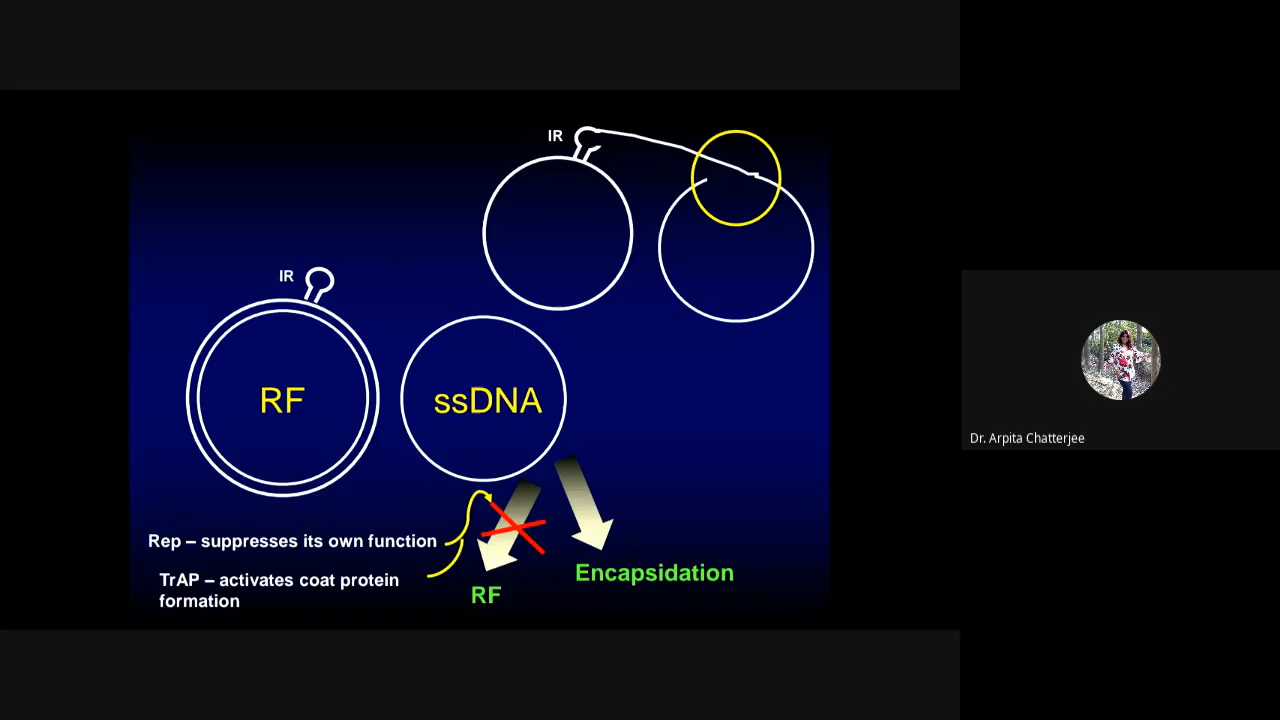 IR
IR
RF
ssDNA
Rep – suppresses its own function
TrAP – activates coat protein
formation
RF
Encapsidation
Dr. Arpita Chatterjee